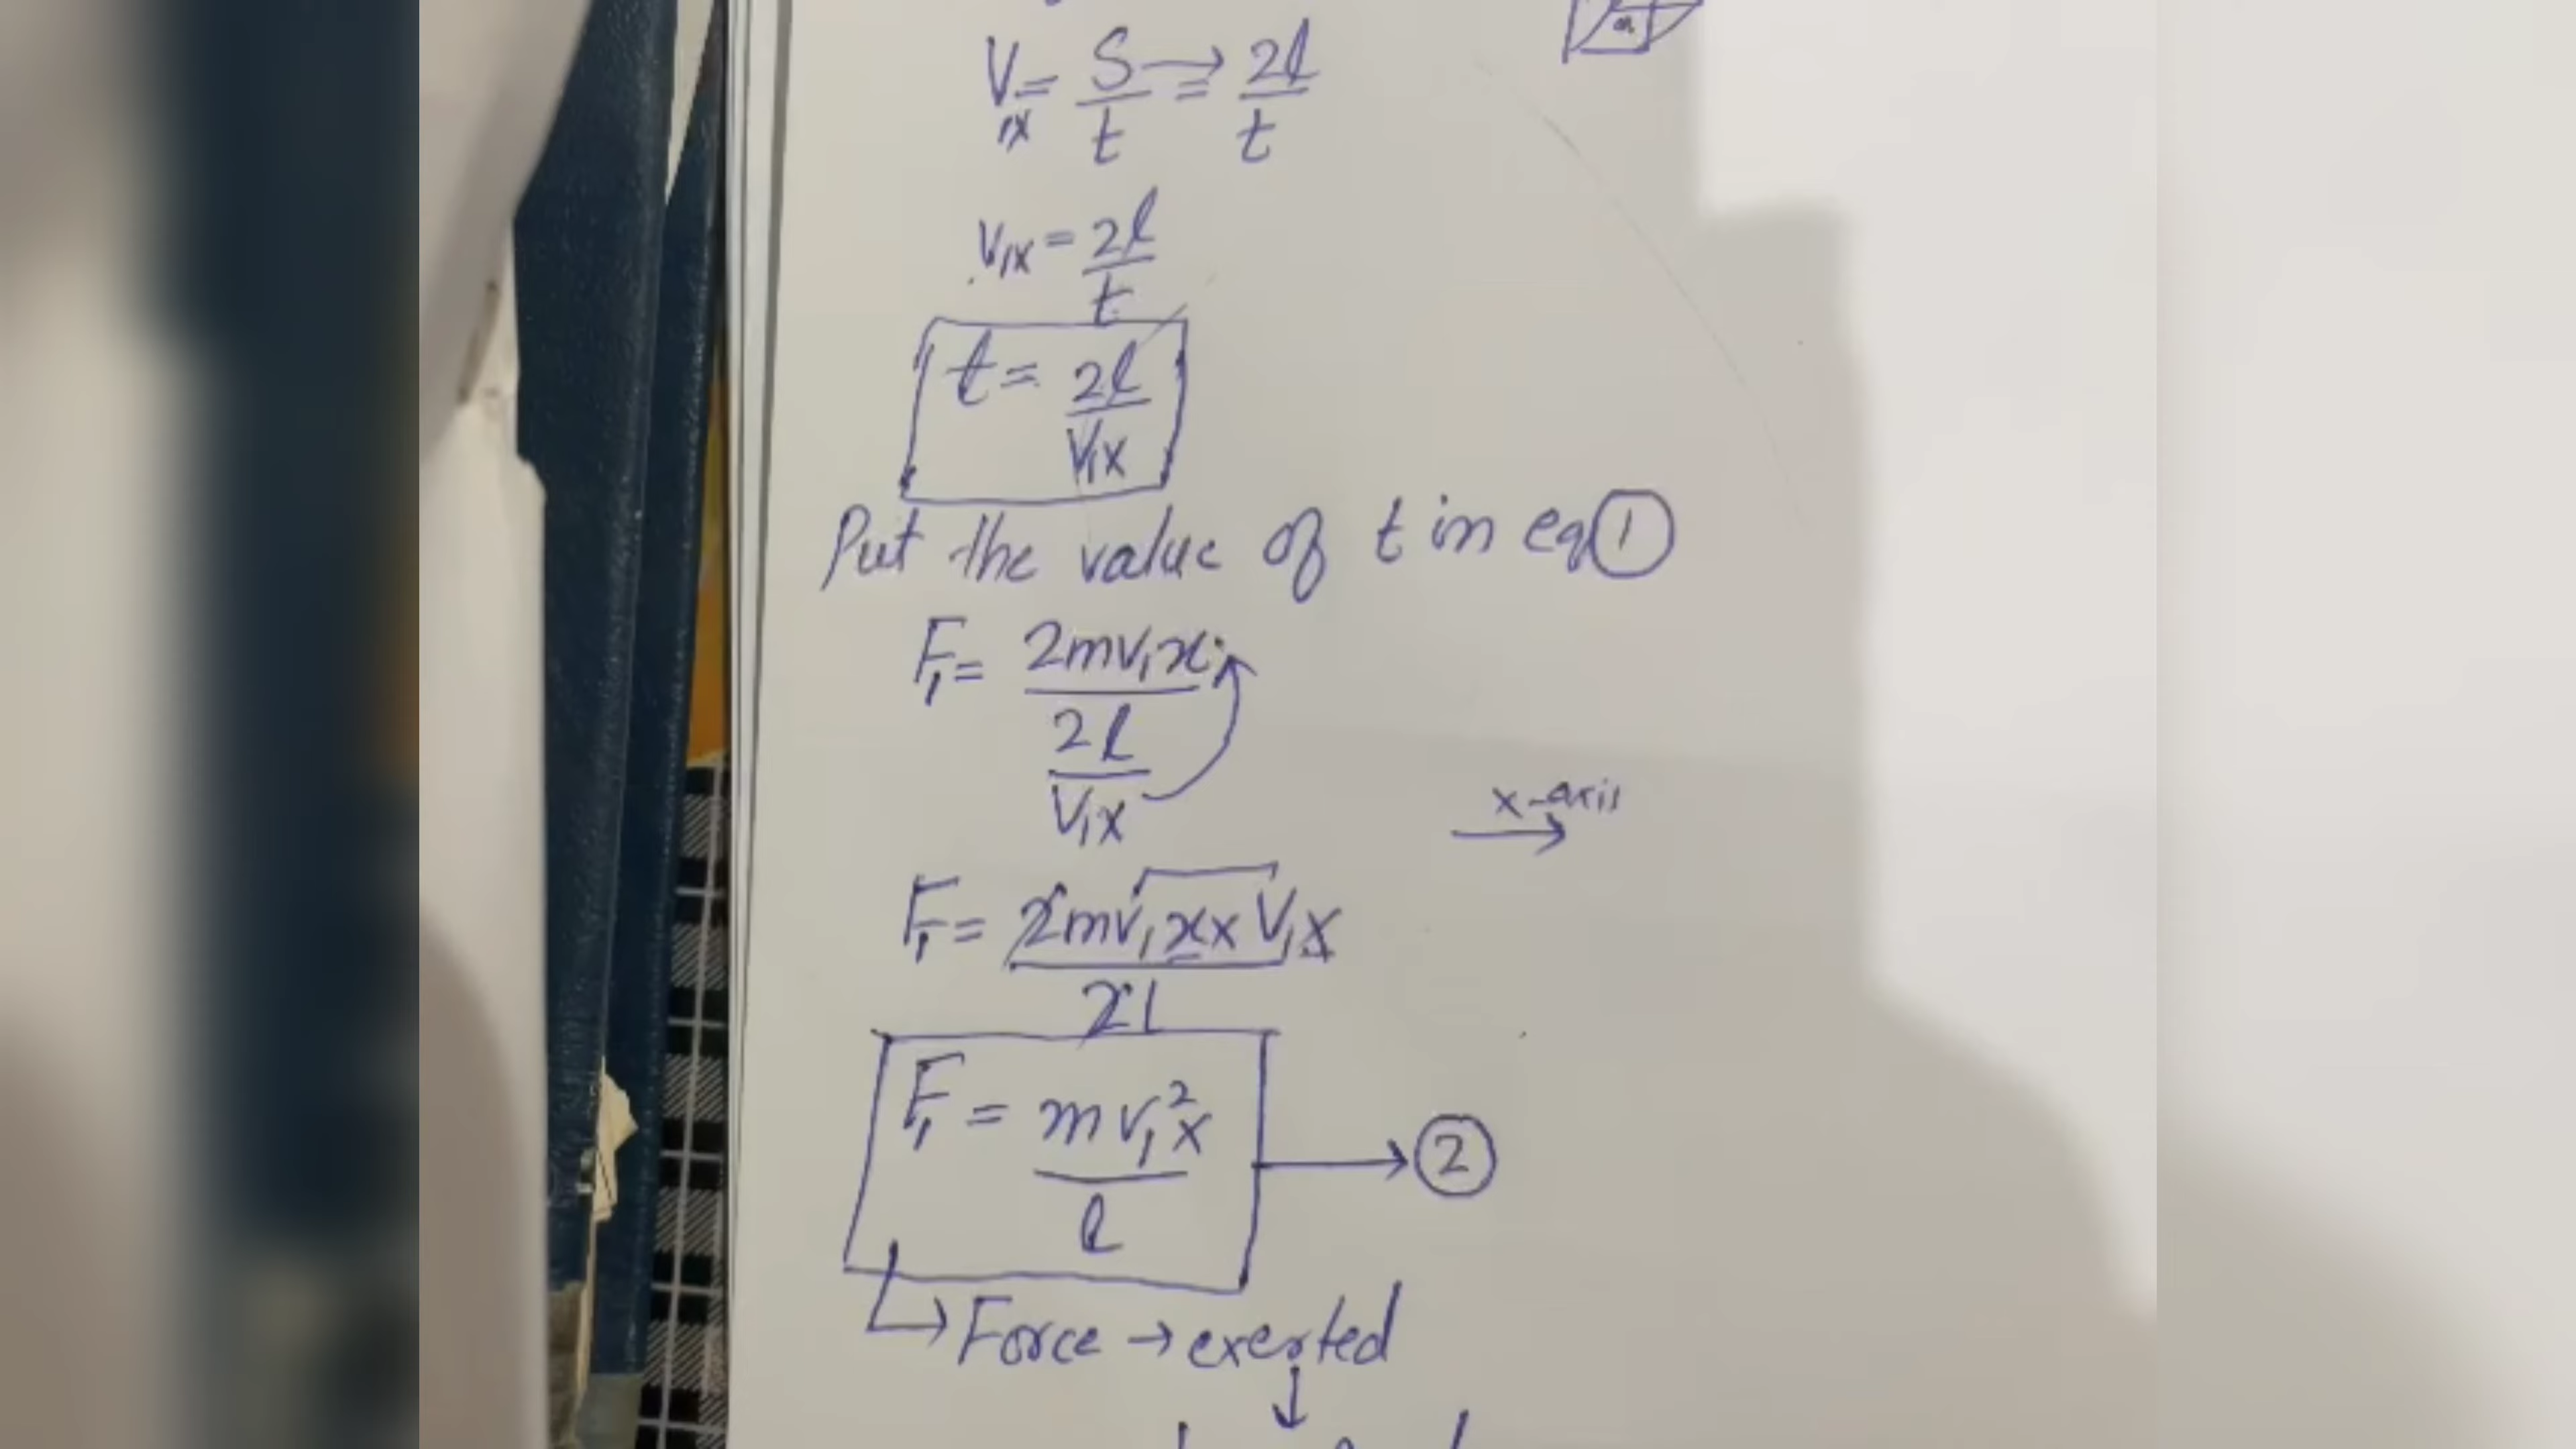 V₁ₓ = S/t → = 2l/t
V₁ₓ = 2l/t
t = 2l/V₁ₓ
Put the value of t in eq ①
F₁ = 2mv₁x / (2l/V₁x)
x-axis →
F₁ = 2mv₁x × V₁x / 2l
F₁ = mv₁²x / l → ②
↳ Force → exerted
↓